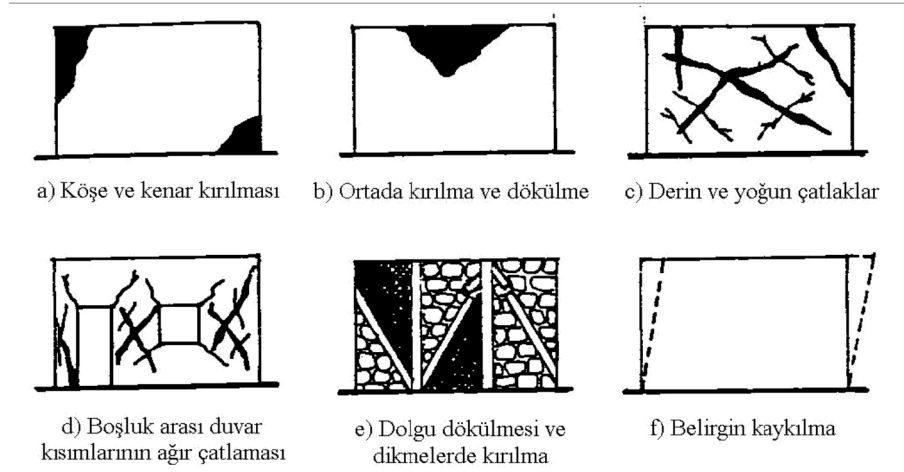 a) Köşe ve kenar kırılması
b) Ortada kırılma ve dökülme
c) Derin ve yoğun çatlaklar
d) Boşluk arası duvar
kısımlarının ağır çatlaması
e) Dolgu dökülmesi ve
dikmelerde kırılma
f) Belirgin kaykılma